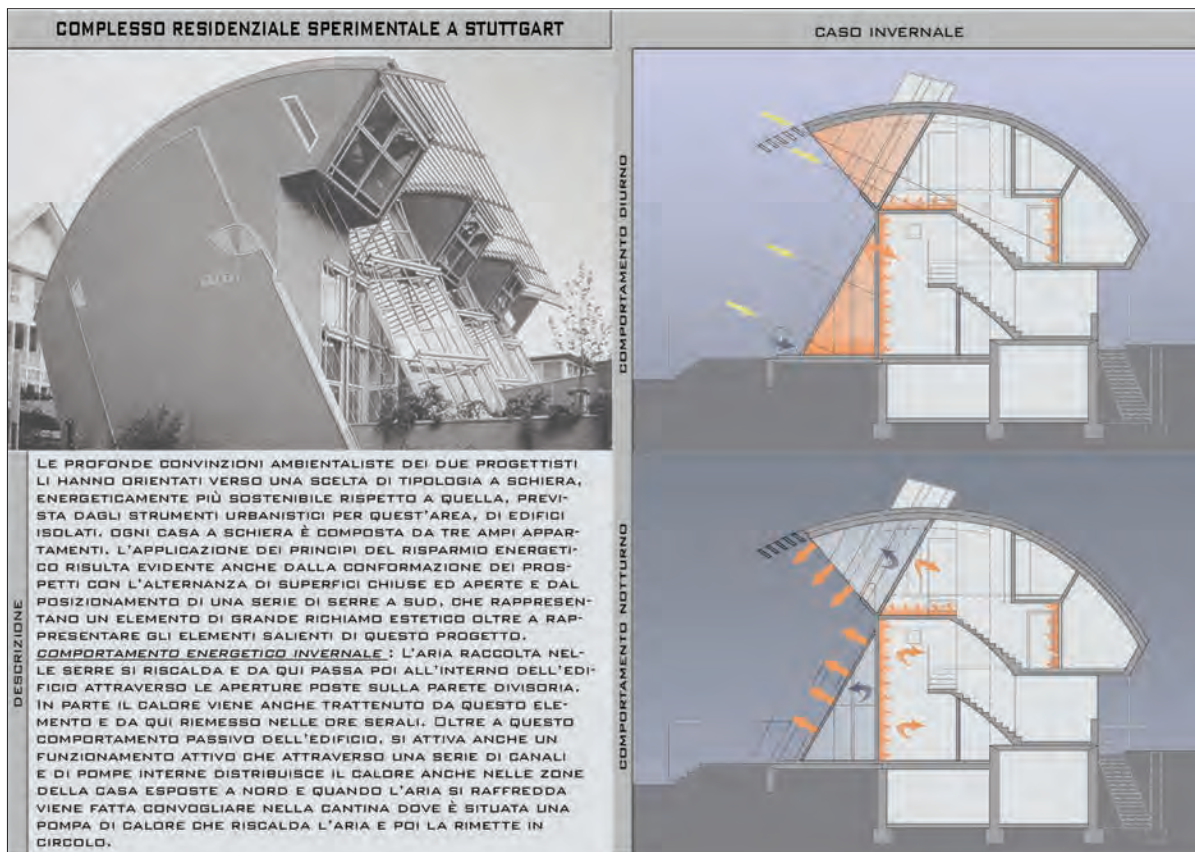 COMPLESSO RESIDENZIALE SPERIMENTALE A STUTTGART
CASO INVERNALE
COMPORTAMENTO DIURNO
COMPORTAMENTO NOTTURNO
DESCRIZIONE
LE PROFONDE CONVINZIONI AMBIENTALISTE DEI DUE PROGETTISTI
LI HANNO ORIENTATI VERSO UNA SCELTA DI TIPOLOGIA A SCHIERA,
ENERGETICAMENTE PIÙ SOSTENIBILE RISPETTO A QUELLA, PREVI-
STA DAGLI STRUMENTI URBANISTICI PER QUEST'AREA, DI EDIFICI
ISOLATI. OGNI CASA A SCHIERA È COMPOSTA DA TRE AMPI APPAR-
TAMENTI. L'APPLICAZIONE DEI PRINCIPI DEL RISPARMIO ENERGETI-
CO RISULTA EVIDENTE ANCHE DALLA CONFORMAZIONE DEI PROS-
PETTI CON L'ALTERNANZA DI SUPERFICI CHIUSE ED APERTE E DAL
POSIZIONAMENTO DI UNA SERIE DI SERRE A SUD, CHE RAPPRESEN-
TANO UN ELEMENTO DI GRANDE RICHIAMO ESTETICO OLTRE A RAP-
PRESENTARE GLI ELEMENTI SALIENTI DI QUESTO PROGETTO.
COMPORTAMENTO ENERGETICO INVERNALE : L'ARIA RACCOLTA NEL-
LE SERRE SI RISCALDA E DA QUI PASSA POI ALL'INTERNO DELL'EDI-
FICIO ATTRAVERSO LE APERTURE POSTE SULLA PARETE DIVISORIA.
IN PARTE IL CALORE VIENE ANCHE TRATTENUTO DA QUESTO ELE-
MENTO E DA QUI RIEMESSO NELLE ORE SERALI. OLTRE A QUESTO
COMPORTAMENTO PASSIVO DELL'EDIFICIO, SI ATTIVA ANCHE UN
FUNZIONAMENTO ATTIVO CHE ATTRAVERSO UNA SERIE DI CANALI
E DI POMPE INTERNE DISTRIBUISCE IL CALORE ANCHE NELLE ZONE
DELLA CASA ESPOSTE A NORD E QUANDO L'ARIA SI RAFFREDDA
VIENE FATTA CONVOGLIARE NELLA CANTINA DOVE È SITUATA UNA
POMPA DI CALORE CHE RISCALDA L'ARIA E POI LA RIMETTE IN
CIRCOLO.